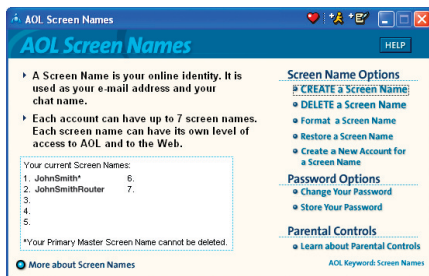 AOL Screen Names
AOL Screen Names
HELP
A Screen Name is your online identity. It is
used as your e-mail address and your
chat name.
Each account can have up to 7 screen names.
Each screen name can have its own level of
access to AOL and to the Web.
Your current Screen Names:
1. JohnSmith* 6.
2. JohnSmithRouter 7.
3.
4.
5.
*Your Primary Master Screen Name cannot be deleted.
More about Screen Names
Screen Name Options
CREATE a Screen Name
DELETE a Screen Name
Format a Screen Name
Restore a Screen Name
Create a New Account for
a Screen Name
Password Options
Change Your Password
Store Your Password
Parental Controls
Learn about Parental Controls
AOL Keyword: Screen Names